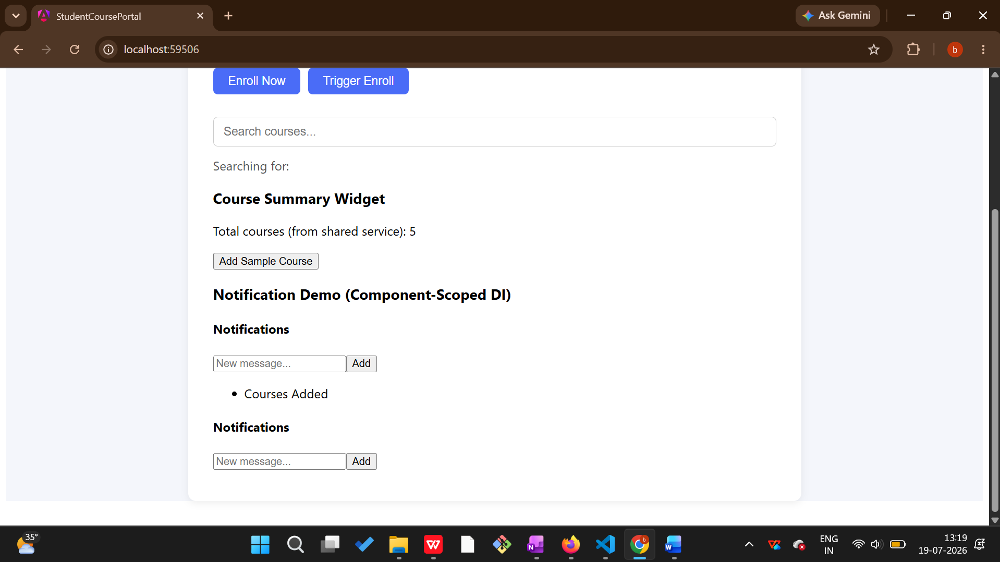 StudentCoursePortal
Ask Gemini
localhost:59506
b
Enroll Now
Trigger Enroll
Search courses...
Searching for:
Course Summary Widget
Total courses (from shared service): 5
Add Sample Course
Notification Demo (Component-Scoped DI)
Notifications
New message...
Add
Courses Added
Notifications
New message...
Add
35°
ENG
IN
13:19
19-07-2026